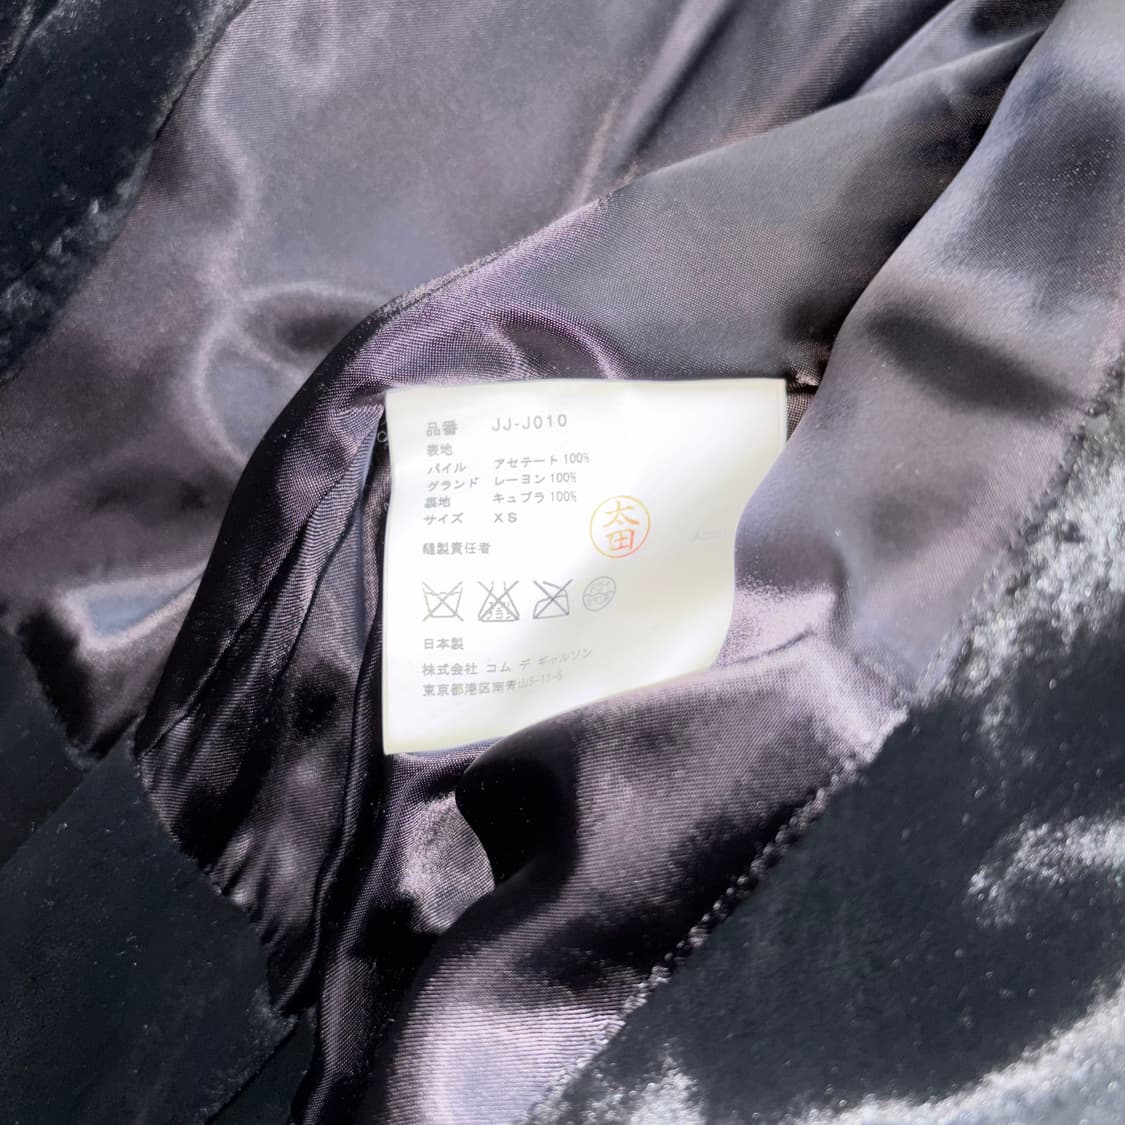 品番 JJ-J010
表地
パイル アセテート 100%
グランド レーヨン 100%
裏地 キュプラ 100%
サイズ XS
縫製責任者 太田
ドライ
日本製
株式会社 コム デ ギャルソン
東京都港区南青山5-11-5